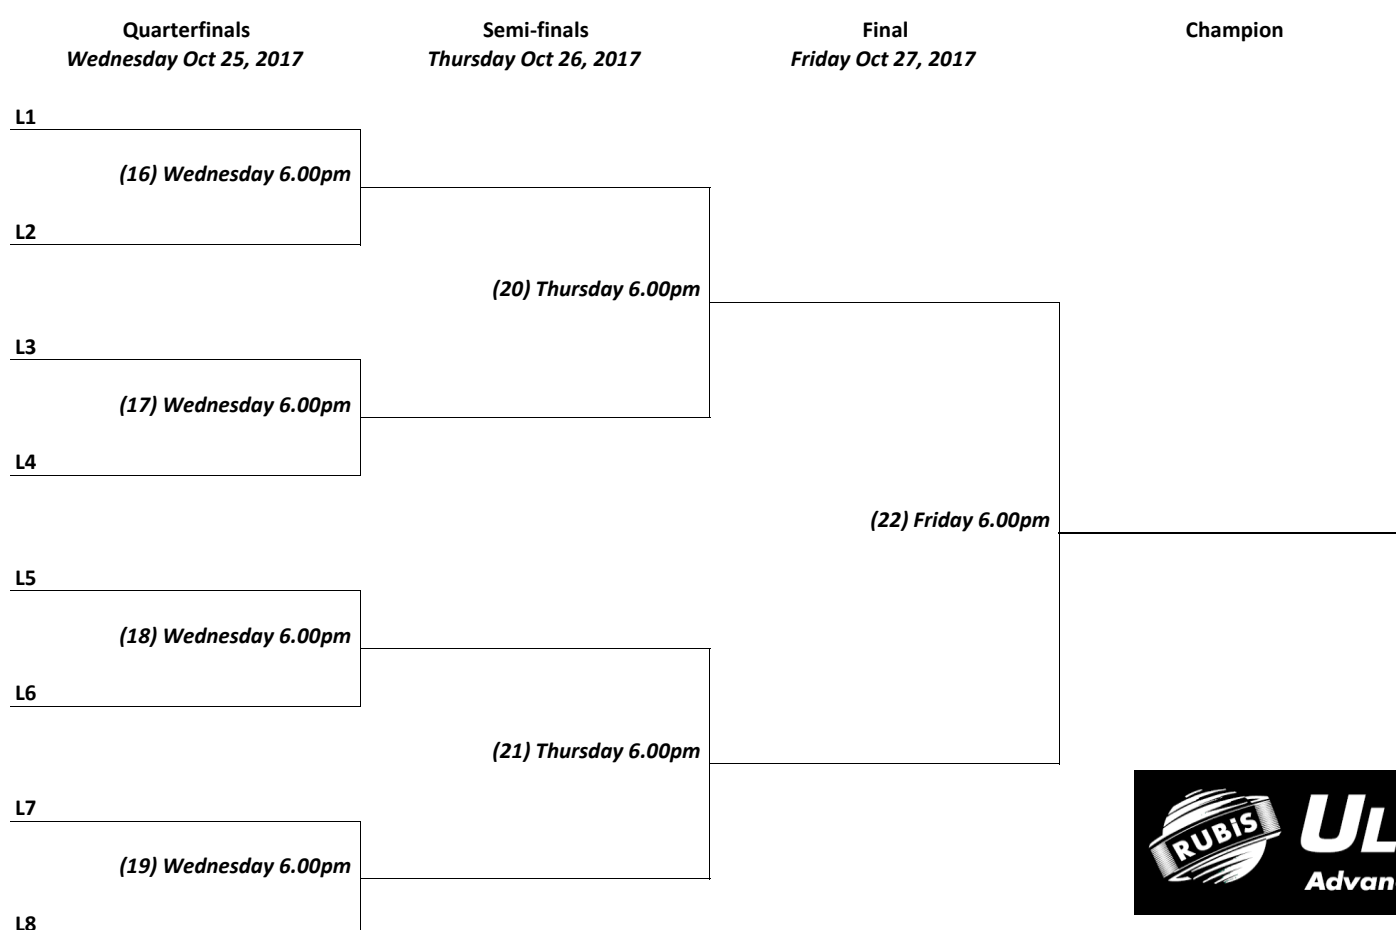 Quarterfinals
Wednesday Oct 25, 2017
Semi-finals
Thursday Oct 26, 2017
Final
Friday Oct 27, 2017
Champion
L1
(16) Wednesday 6.00pm
L2
(20) Thursday 6.00pm
L3
(17) Wednesday 6.00pm
L4
(22) Friday 6.00pm
L5
(18) Wednesday 6.00pm
L6
(21) Thursday 6.00pm
L7
(19) Wednesday 6.00pm
L8
RUBiS